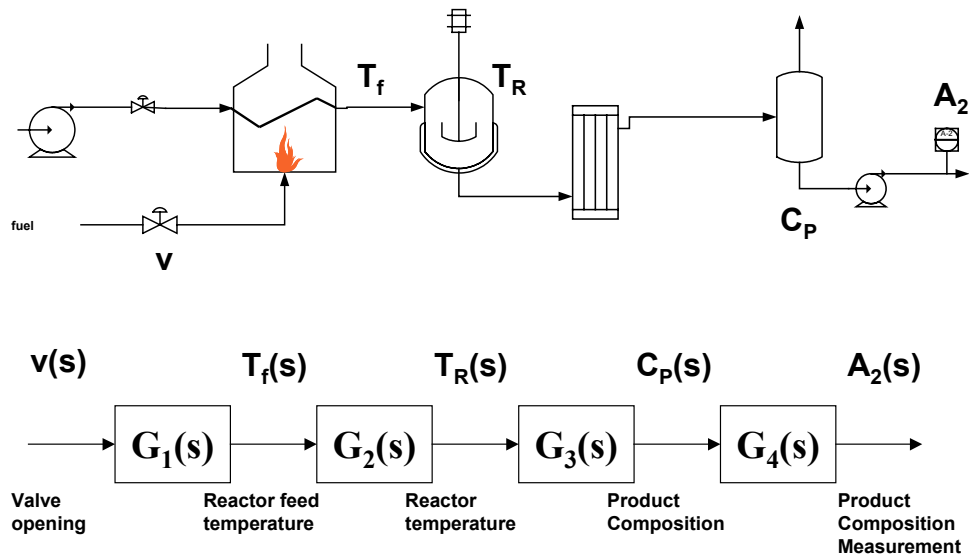 T_f
T_R
A_2
A-2
fuel
v
C_P
v(s)
T_f(s)
T_R(s)
C_P(s)
A_2(s)
G_1(s)
G_2(s)
G_3(s)
G_4(s)
Valve
opening
Reactor feed
temperature
Reactor
temperature
Product
Composition
Product
Composition
Measurement